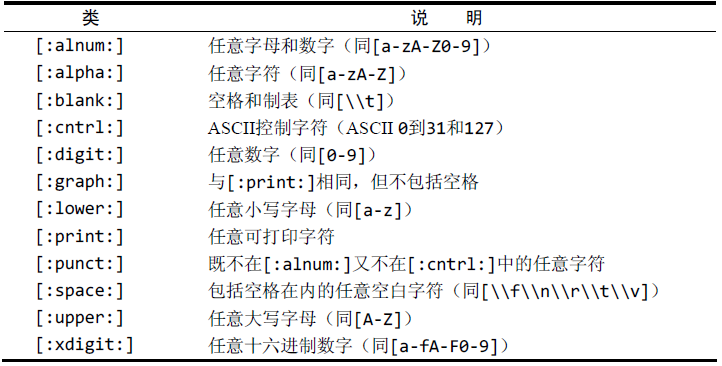 类 说 明
[:alnum:] 任意字母和数字（同[a-zA-Z0-9]）
[:alpha:] 任意字符（同[a-zA-Z]）
[:blank:] 空格和制表（同[\\t]）
[:cntrl:] ASCII控制字符（ASCII 0到31和127）
[:digit:] 任意数字（同[0-9]）
[:graph:] 与[:print:]相同，但不包括空格
[:lower:] 任意小写字母（同[a-z]）
[:print:] 任意可打印字符
[:punct:] 既不在[:alnum:]又不在[:cntrl:]中的任意字符
[:space:] 包括空格在内的任意空白字符（同[\\f\\n\\r\\t\\v]）
[:upper:] 任意大写字母（同[A-Z]）
[:xdigit:] 任意十六进制数字（同[a-fA-F0-9]）